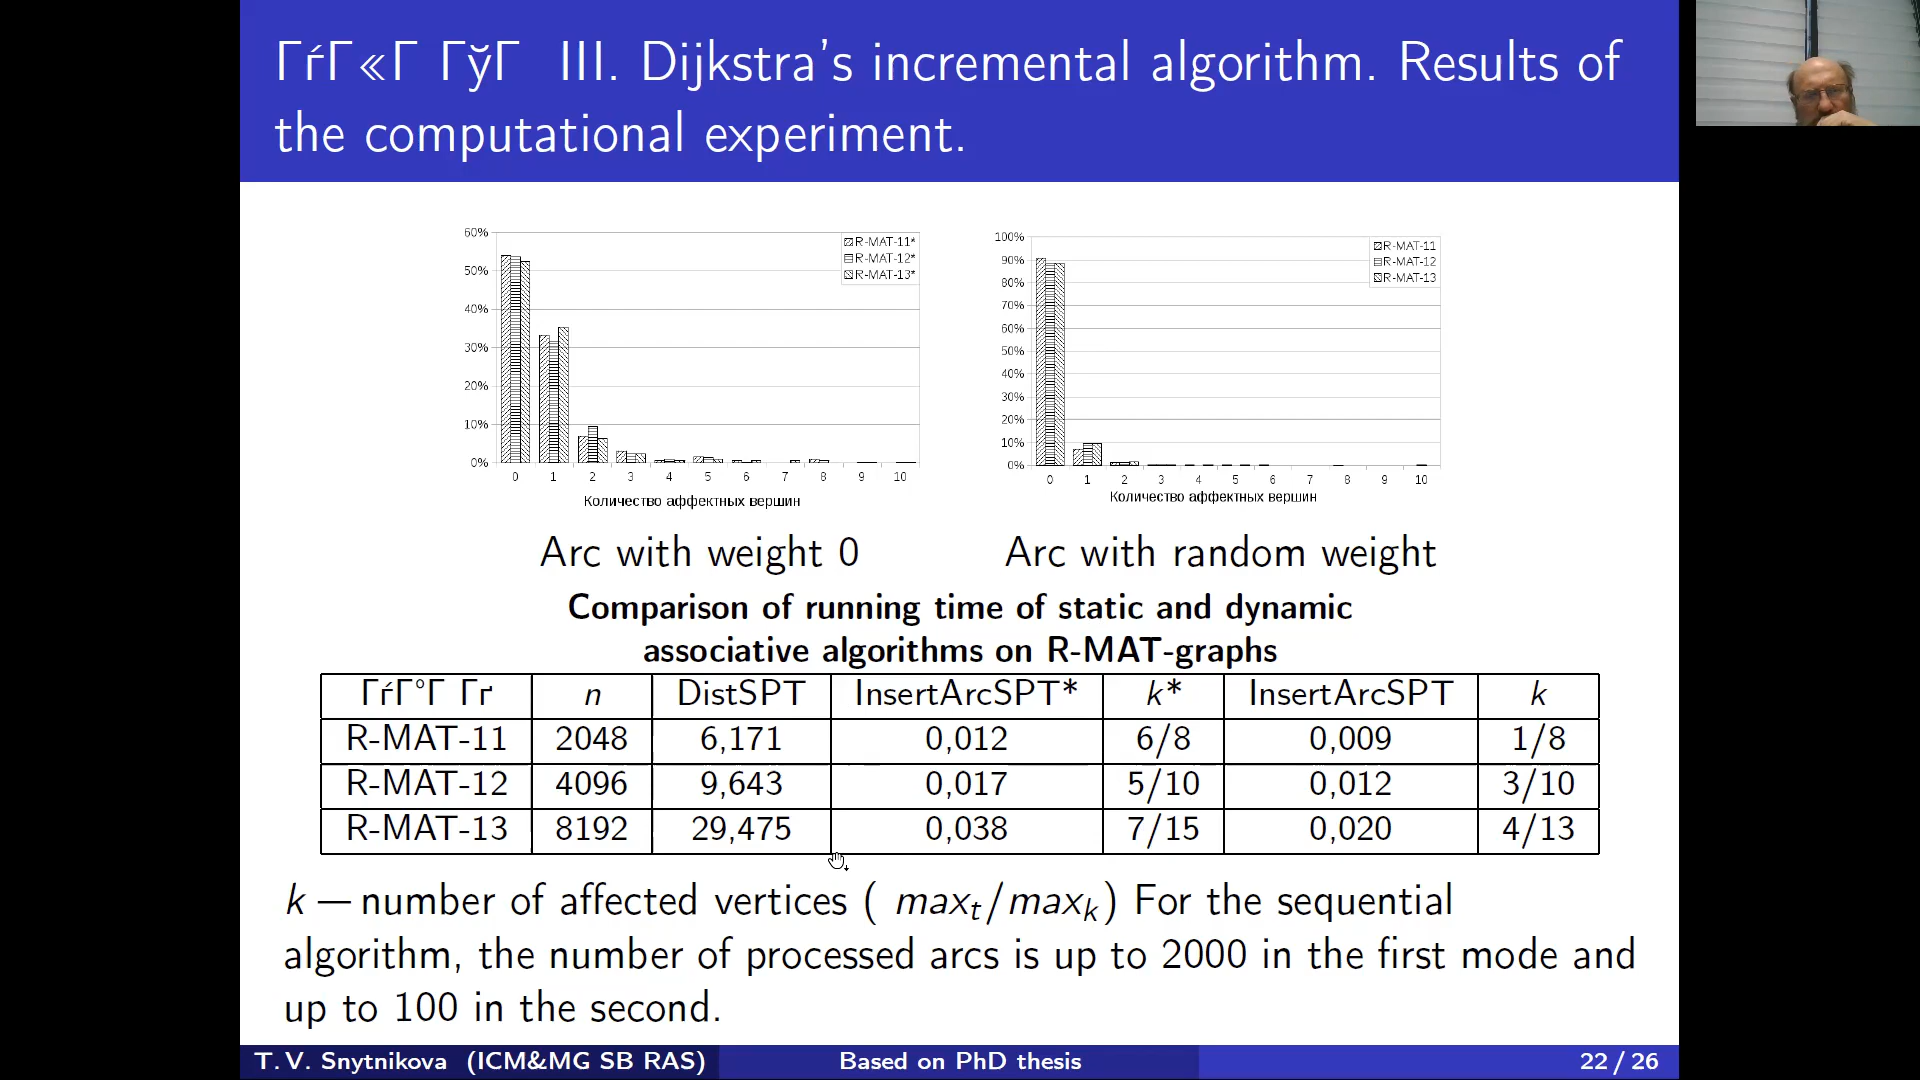 ГѓГ«Г ГўГ  III. Dijkstra's incremental algorithm. Results of
the computational experiment.
60%
50%
40%
30%
20%
10%
0%
R-MAT-11*
R-MAT-12*
R-MAT-13*
0 1 2 3 4 5 6 7 8 9 10
Количество аффектных вершин
100%
90%
80%
70%
60%
50%
40%
30%
20%
10%
0%
R-MAT-11
R-MAT-12
R-MAT-13
0 1 2 3 4 5 6 7 8 9 10
Количество аффектных вершин
Arc with weight 0
Arc with random weight
Comparison of running time of static and dynamic
associative algorithms on R-MAT-graphs
ГѓГ°Г Гґ n DistSPT InsertArcSPT* k* InsertArcSPT k
R-MAT-11 2048 6,171 0,012 6/8 0,009 1/8
R-MAT-12 4096 9,643 0,017 5/10 0,012 3/10
R-MAT-13 8192 29,475 0,038 7/15 0,020 4/13
k — number of affected vertices ( maxt/maxk) For the sequential
algorithm, the number of processed arcs is up to 2000 in the first mode and
up to 100 in the second.
T. V. Snytnikova (ICM&MG SB RAS) Based on PhD thesis 22 / 26